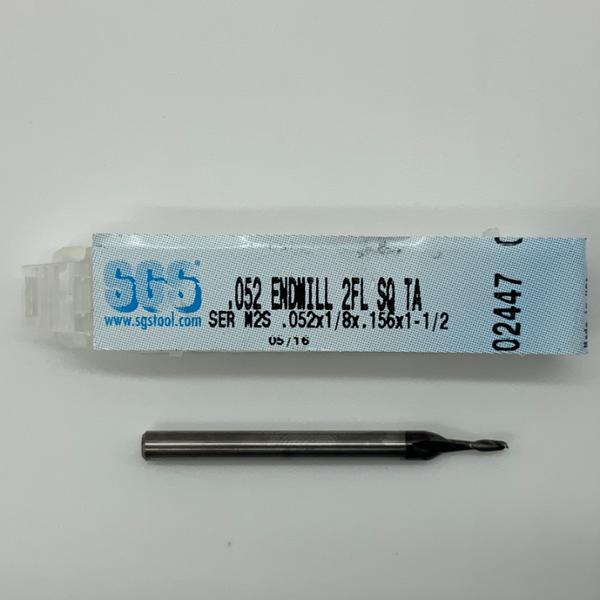 SGS
www.sgstool.com
.052 ENDMILL 2FL SQ TA
SER M2S .052x1/8x.156x1-1/2
05/16
02447